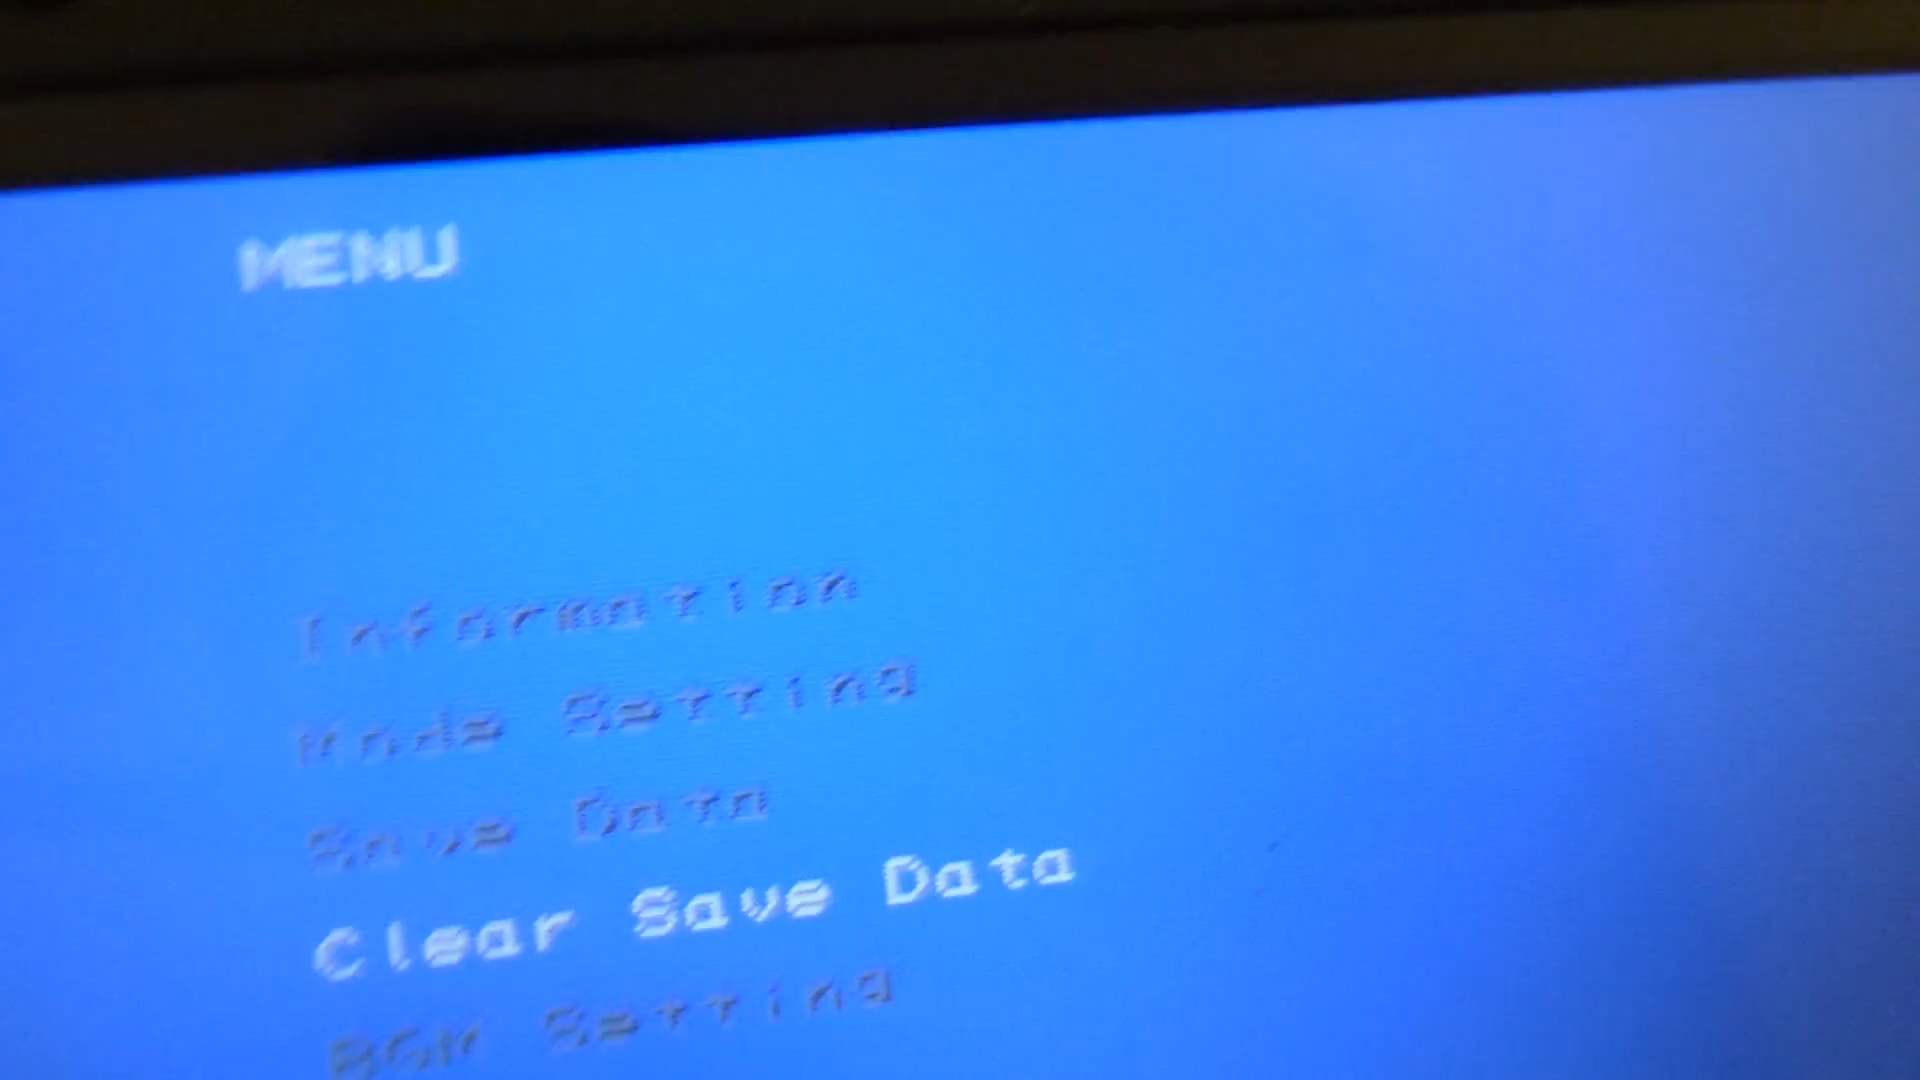 MENU
Information
Mode Setting
Save Data
Clear Save Data
BGM Setting